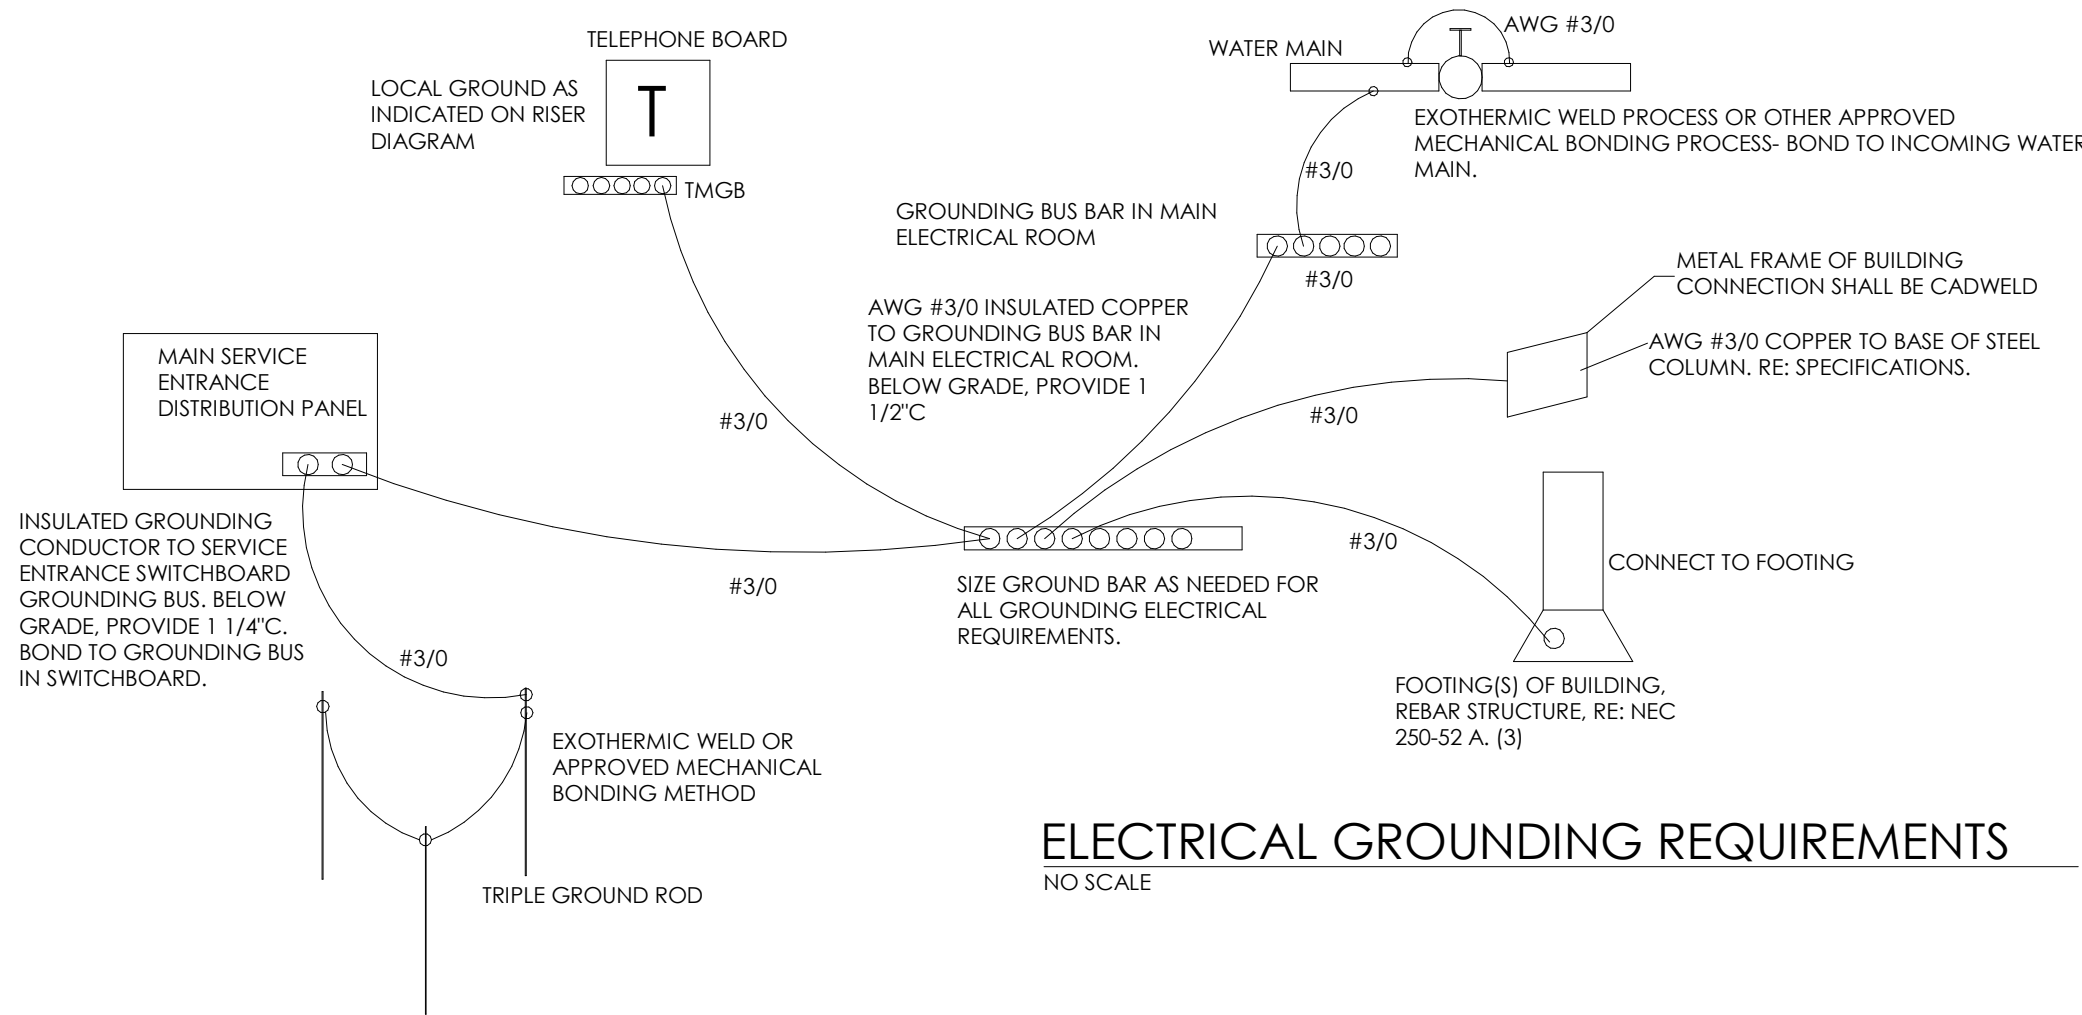 TELEPHONE BOARD
LOCAL GROUND AS
INDICATED ON RISER
DIAGRAM
T
TMGB
WATER MAIN
AWG #3/0
EXOTHERMIC WELD PROCESS OR OTHER APPROVED
MECHANICAL BONDING PROCESS- BOND TO INCOMING WATER
MAIN.
#3/0
GROUNDING BUS BAR IN MAIN
ELECTRICAL ROOM
#3/0
METAL FRAME OF BUILDING
CONNECTION SHALL BE CADWELD
AWG #3/0 COPPER TO BASE OF STEEL
COLUMN. RE: SPECIFICATIONS.
AWG #3/0 INSULATED COPPER
TO GROUNDING BUS BAR IN
MAIN ELECTRICAL ROOM.
BELOW GRADE, PROVIDE 1
1/2"C
MAIN SERVICE
ENTRANCE
DISTRIBUTION PANEL
#3/0
#3/0
INSULATED GROUNDING
CONDUCTOR TO SERVICE
ENTRANCE SWITCHBOARD
GROUNDING BUS. BELOW
GRADE, PROVIDE 1 1/4"C.
BOND TO GROUNDING BUS
IN SWITCHBOARD.
#3/0
#3/0
#3/0
SIZE GROUND BAR AS NEEDED FOR
ALL GROUNDING ELECTRICAL
REQUIREMENTS.
CONNECT TO FOOTING
FOOTING(S) OF BUILDING,
REBAR STRUCTURE, RE: NEC
250-52 A. (3)
EXOTHERMIC WELD OR
APPROVED MECHANICAL
BONDING METHOD
TRIPLE GROUND ROD
ELECTRICAL GROUNDING REQUIREMENTS
NO SCALE